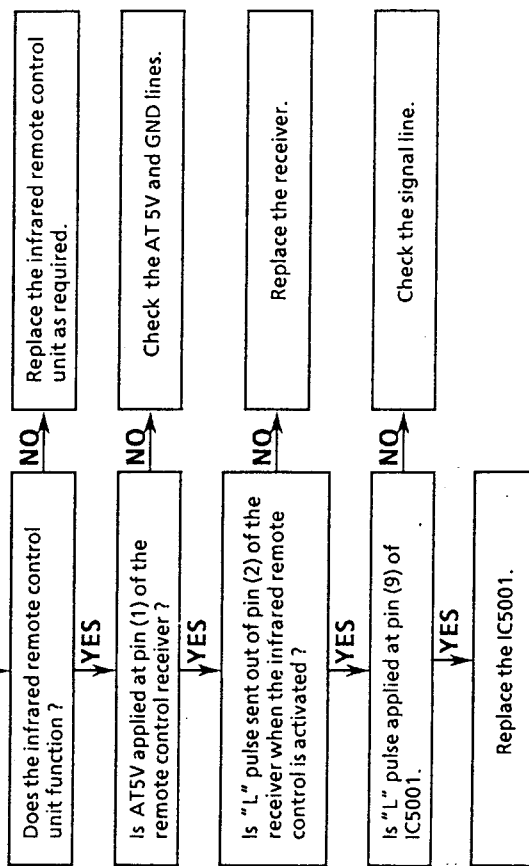 Does the infrared remote control
unit function ?
NO
Replace the infrared remote control
unit as required.
YES
Is AT5V applied at pin (1) of the
remote control receiver ?
NO
Check the AT 5V and GND lines.
YES
Is "L" pulse sent out of pin (2) of the
receiver when the infrared remote
control is activated ?
NO
Replace the receiver.
YES
Is "L" pulse applied at pin (9) of
IC5001.
NO
Check the signal line.
YES
Replace the IC5001.